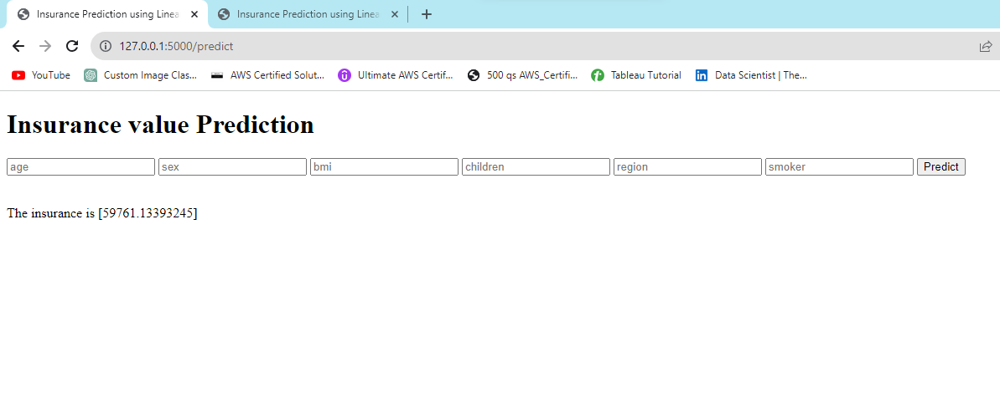 Insurance Prediction using Linea Insurance Prediction using Linea
127.0.0.1:5000/predict
YouTube Custom Image Clas... AWS Certified Solut... Ultimate AWS Certif... 500 qs AWS_Certifi... Tableau Tutorial Data Scientist | The...
Insurance value Prediction
age sex bmi children region smoker Predict
The insurance is [59761.13393245]